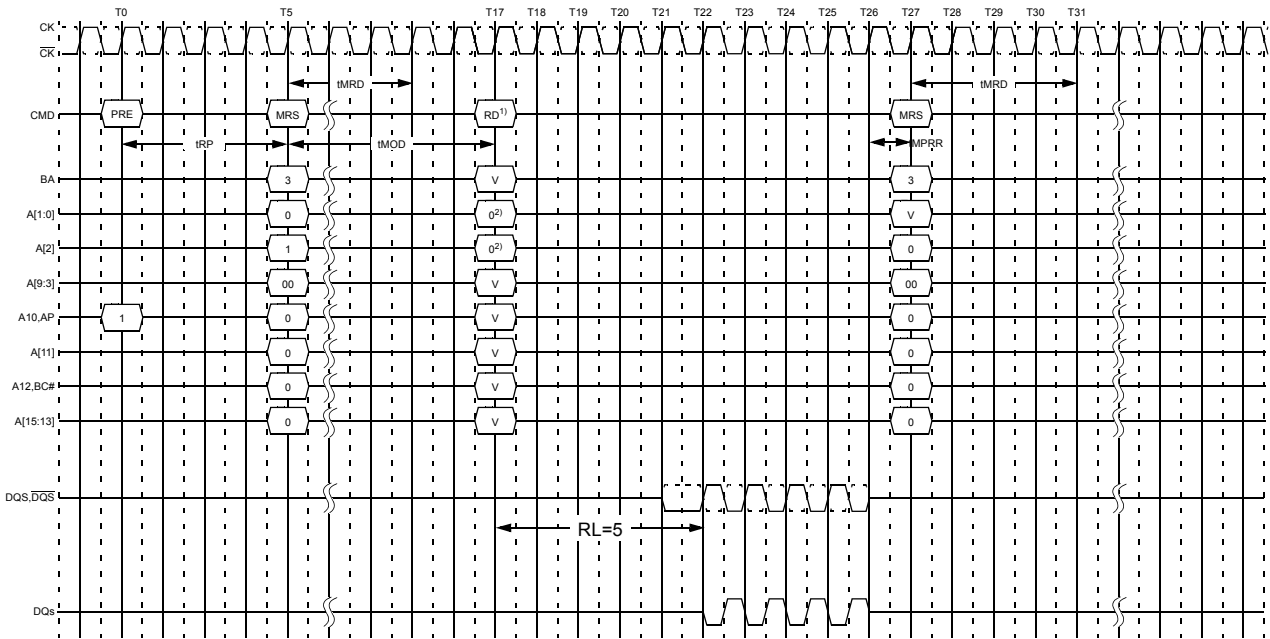 T0 T5 T17 T18 T19 T20 T21 T22 T23 T24 T25 T26 T27 T28 T29 T30 T31
CK
CK
tMRD tMRD
CMD PRE MRS RD1) MRS
tRP tMOD MPRR
BA 3 V 3
A[1:0] 0 02) V
A[2] 1 02) 0
A[9:3] 00 V 00
A10,AP 1 0 V 0
A[11] 0 V 0
A12,BC# 0 V 0
A[15:13] 0 V 0
DQS,DQS
RL=5
DQs